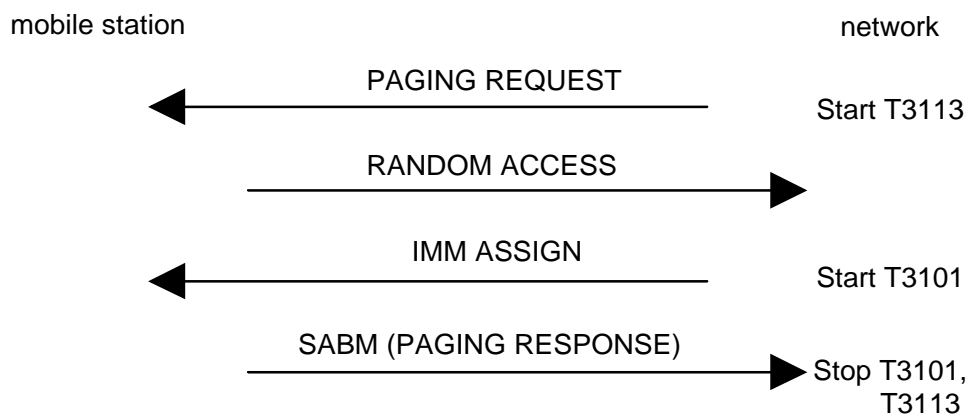 mobile station
network
PAGING REQUEST
Start T3113
RANDOM ACCESS
IMM ASSIGN
Start T3101
SABM (PAGING RESPONSE)
Stop T3101,
T3113